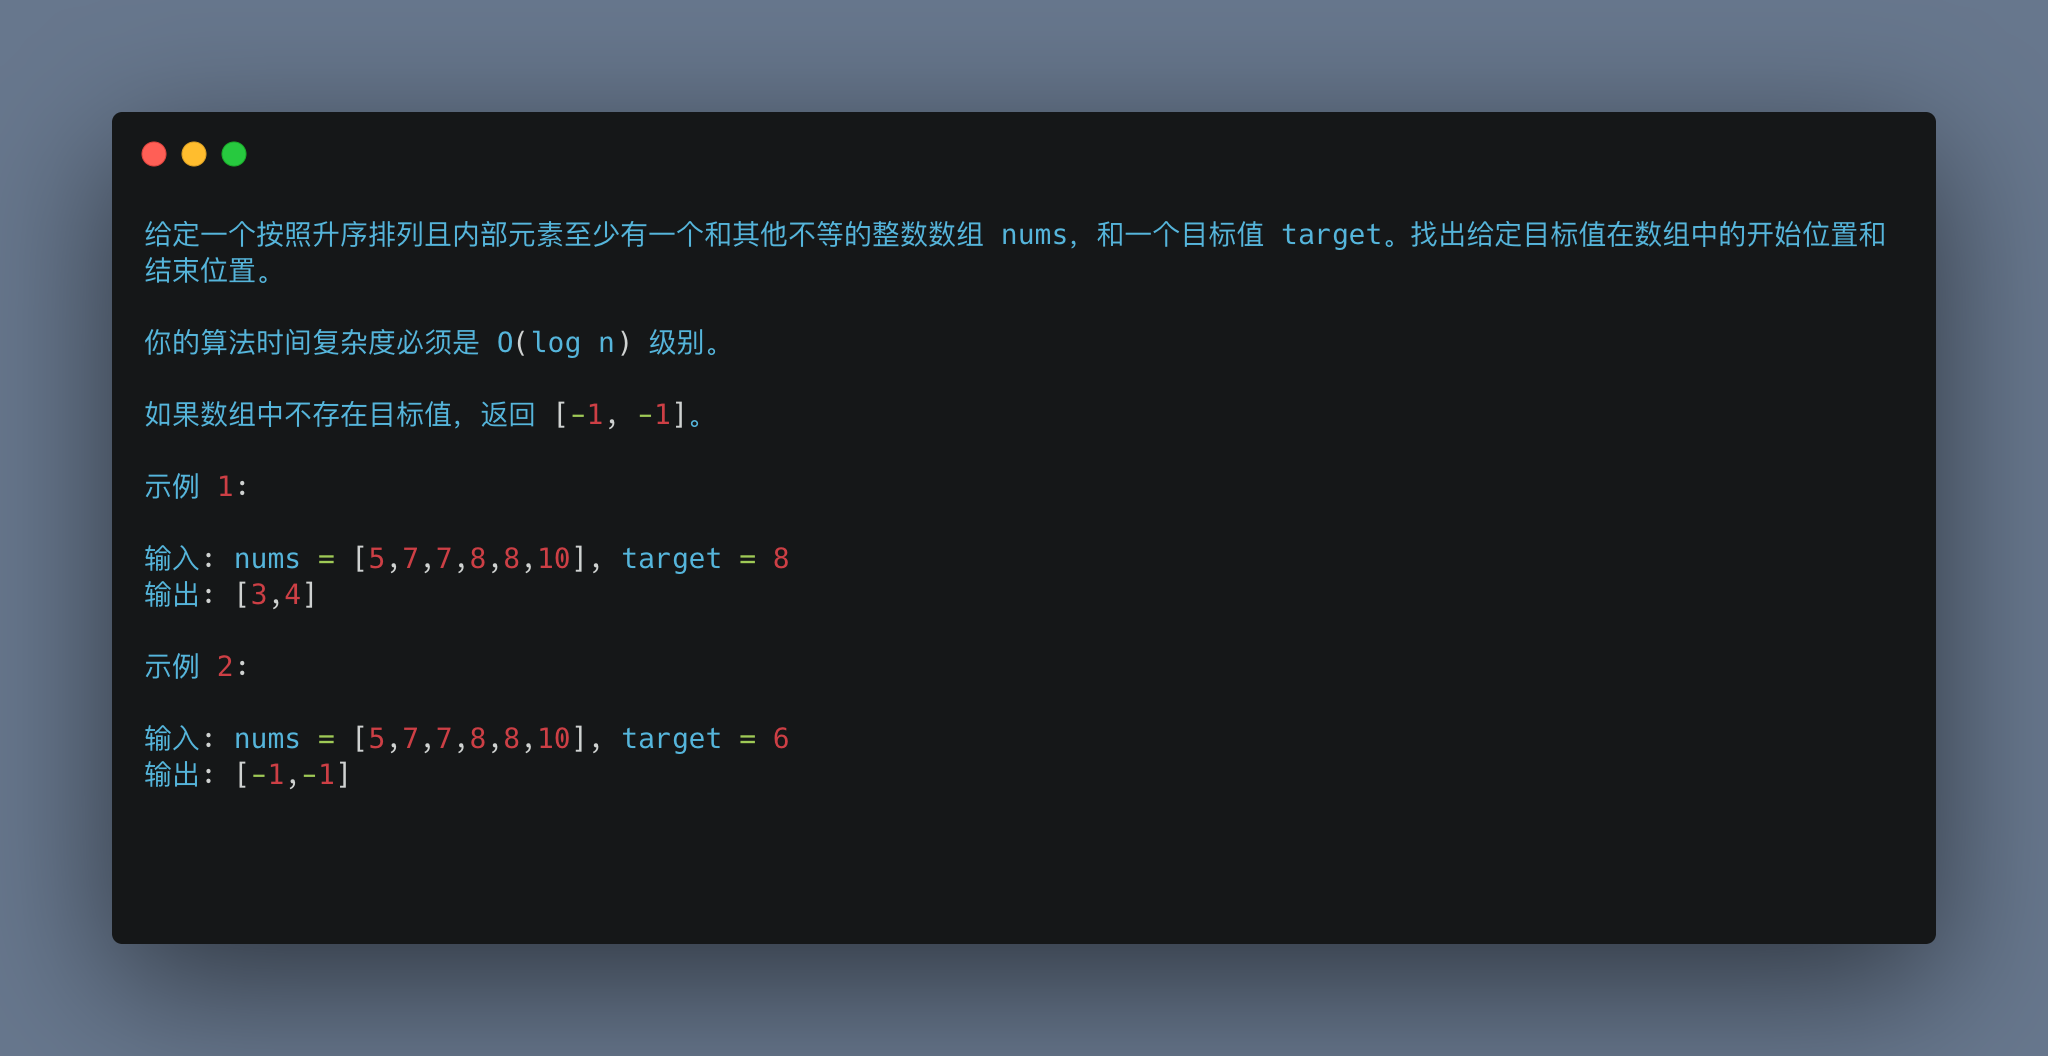 给定一个按照升序排列且内部元素至少有一个和其他不等的整数数组 nums，和一个目标值 target。找出给定目标值在数组中的开始位置和
结束位置。
你的算法时间复杂度必须是 O(log n) 级别。
如果数组中不存在目标值，返回 [-1, -1]。
示例 1:
输入: nums = [5,7,7,8,8,10], target = 8
输出: [3,4]
示例 2:
输入: nums = [5,7,7,8,8,10], target = 6
输出: [-1,-1]